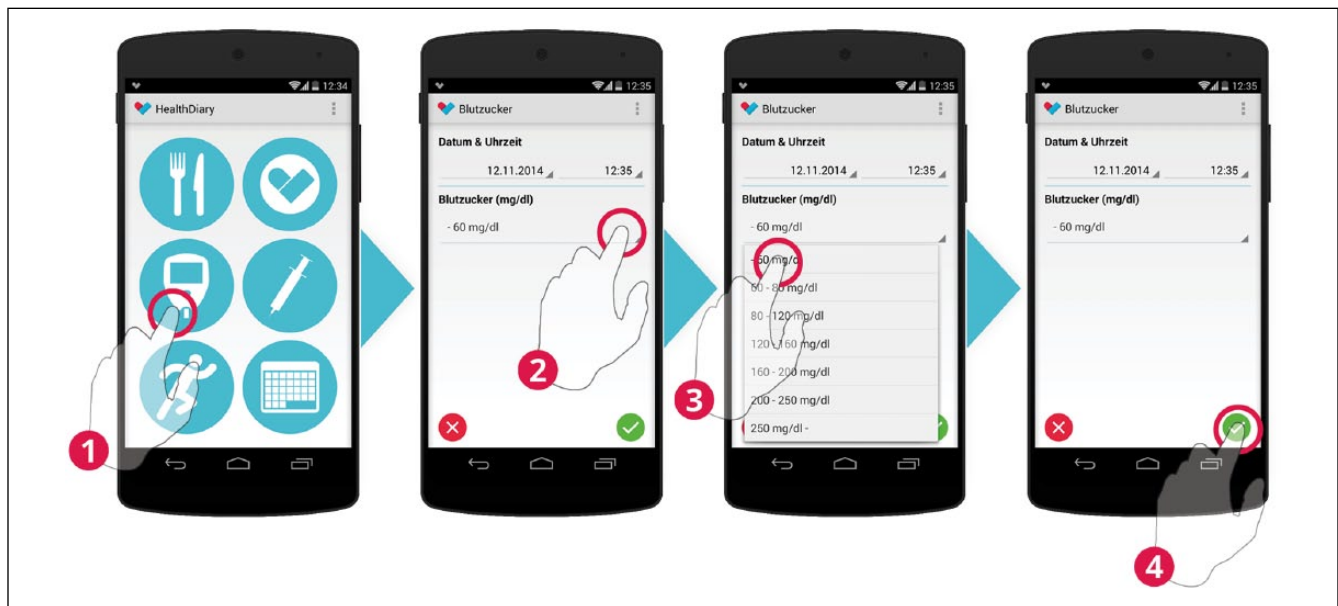 12:34
HealthDiary
1
12:35
Blutzucker
Datum & Uhrzeit
12.11.2014 12:35
Blutzucker (mg/dl)
- 60 mg/dl
2
12:35
Blutzucker
Datum & Uhrzeit
12.11.2014 12:35
Blutzucker (mg/dl)
- 60 mg/dl
- 60 mg/dl
60 - 80 mg/dl
80 - 120 mg/dl
120 - 160 mg/dl
160 - 200 mg/dl
200 - 250 mg/dl
250 mg/dl -
3
12:35
Blutzucker
Datum & Uhrzeit
12.11.2014 12:35
Blutzucker (mg/dl)
- 60 mg/dl
4